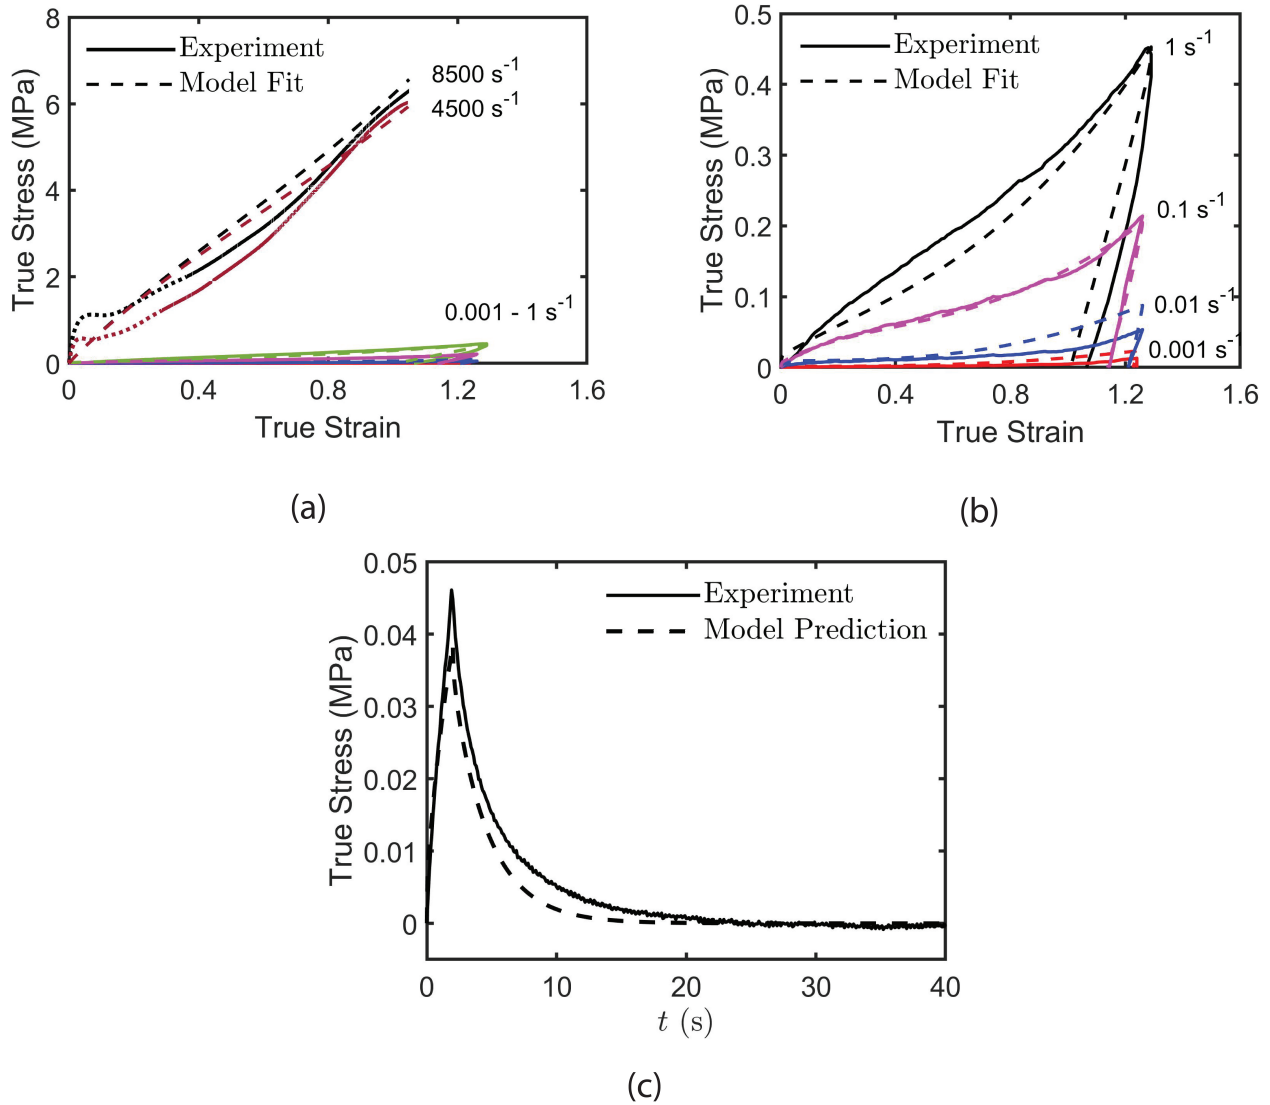 8
6
4
2
0
True Stress (MPa)
Experiment
Model Fit
8500 s-1
4500 s-1
0.001 - 1 s-1
0 0.4 0.8 1.2 1.6
True Strain
(a)
0.5
0.4
0.3
0.2
0.1
0
True Stress (MPa)
Experiment
Model Fit
1 s-1
0.1 s-1
0.01 s-1
0.001 s-1
0 0.4 0.8 1.2 1.6
True Strain
(b)
0.05
0.04
0.03
0.02
0.01
0
True Stress (MPa)
Experiment
Model Prediction
0 10 20 30 40
t (s)
(c)